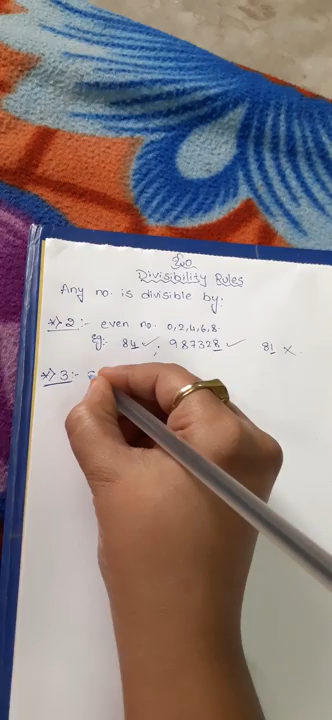 Divisibility Rules
Any no. is divisible by:
*) 2:- even no. 0,2,4,6,8.
Eg:- 84 ✓ ; 987328 ✓ 81 ×.
*) 3:-